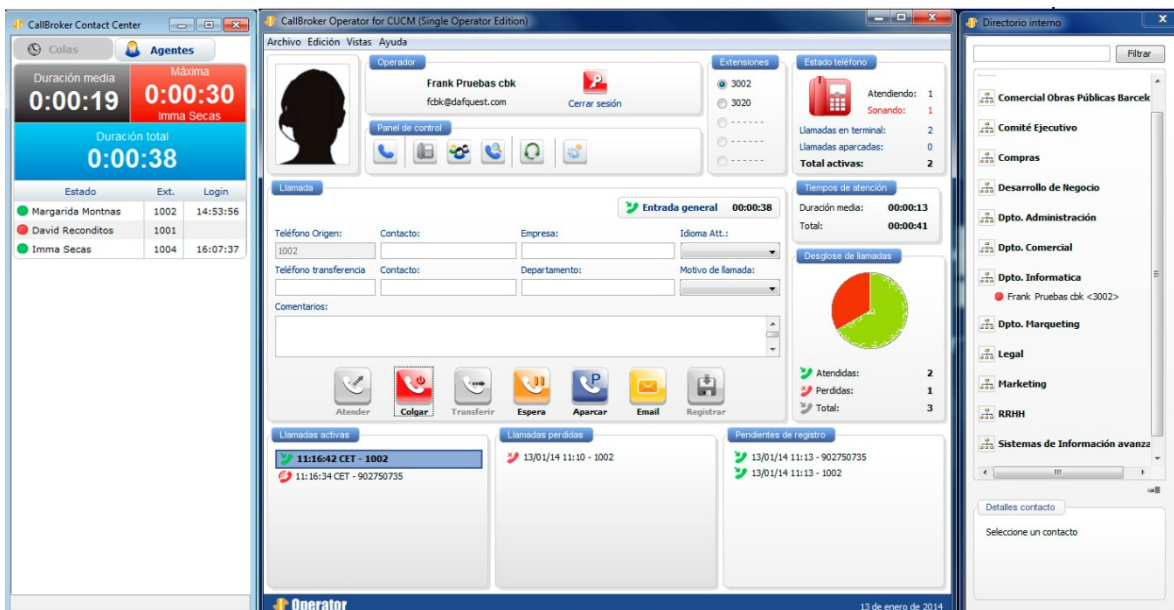 CallBroker Contact Center
Colas
Agentes
Duración media
0:00:19
Máxima
0:00:30
Imma Secas
Duración total
0:00:38
Estado Ext. Login
Margarida Montnas 1002 14:53:56
David Reconditos 1001
Imma Secas 1004 16:07:37
CallBroker Operator for CUCM (Single Operator Edition)
Archivo Edición Vistas Ayuda
Operador
Frank Pruebas cbk
fcbk@dafquest.com
Cerrar sesión
Panel de control
Extensiones
3002
3020
------
------
------
Estado teléfono
Atendiendo: 1
Sonando: 1
Llamadas en terminal: 2
Llamadas aparcadas: 0
Total activas: 2
Llamada
Entrada general 00:00:38
Teléfono Origen: Contacto: Empresa: Idioma Att.:
1002
Teléfono transferencia Contacto: Departamento: Motivo de llamada:
Comentarios:
Atender Colgar Transferir Espera Aparcar Email Registrar
Tiempos de atención
Duración media: 00:00:13
Total: 00:00:41
Desglose de llamadas
Atendidas: 2
Perdidas: 1
Total: 3
Llamadas activas
11:16:42 CET - 1002
11:16:34 CET - 902750735
Llamadas perdidas
13/01/14 11:10 - 1002
Pendientes de registro
13/01/14 11:13 - 902750735
13/01/14 11:13 - 1002
Operator
13 de enero de 2014
Directorio interno
Filtrar
Comercial Obras Públicas Barcelo
Comité Ejecutivo
Compras
Desarrollo de Negocio
Dpto. Administración
Dpto. Comercial
Dpto. Informatica
Frank Pruebas cbk <3002>
Dpto. Marqueting
Legal
Marketing
RRHH
Sistemas de Información avanza
Detalles contacto
Seleccione un contacto